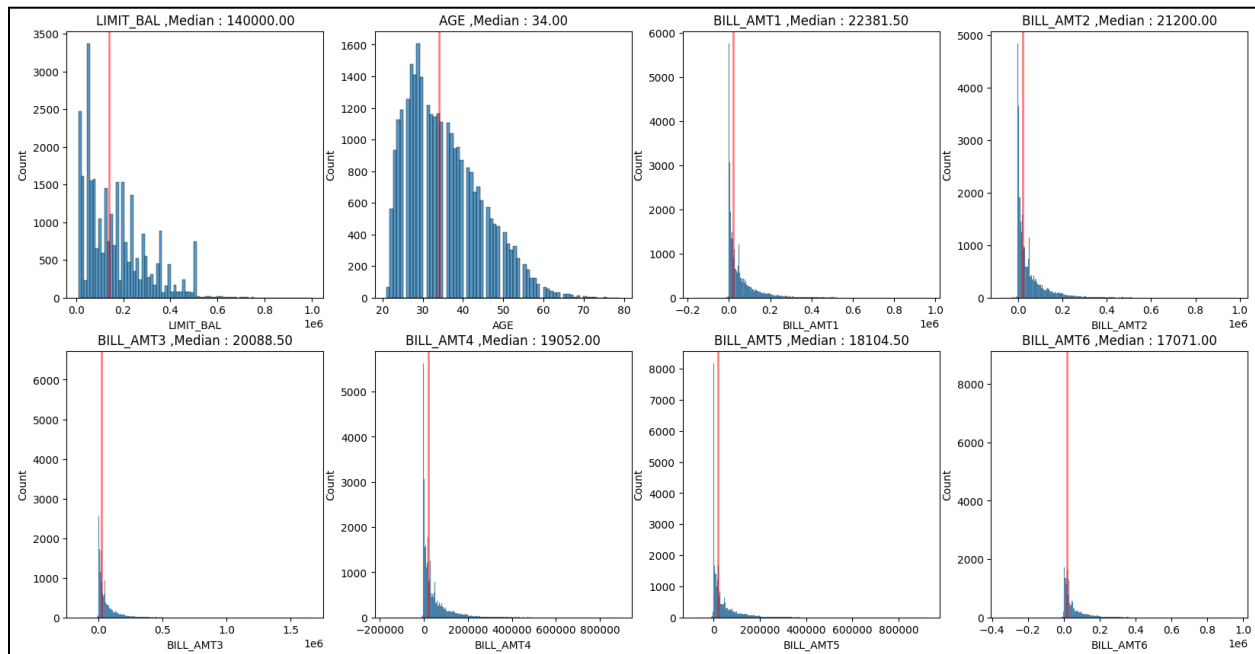 LIMIT_BAL ,Median : 140000.00
3500
3000
2500
2000
1500
1000
500
0
Count
0.0 0.2 0.4 0.6 0.8 1.0
1e6
LIMIT_BAL
AGE ,Median : 34.00
1600
1400
1200
1000
800
600
400
200
0
Count
20 30 40 50 60 70 80
AGE
BILL_AMT1 ,Median : 22381.50
6000
5000
4000
3000
2000
1000
0
Count
−0.2 0.0 0.2 0.4 0.6 0.8 1.0
1e6
BILL_AMT1
BILL_AMT2 ,Median : 21200.00
5000
4000
3000
2000
1000
0
Count
0.0 0.2 0.4 0.6 0.8 1.0
1e6
BILL_AMT2
BILL_AMT3 ,Median : 20088.50
6000
5000
4000
3000
2000
1000
0
Count
0.0 0.5 1.0 1.5
1e6
BILL_AMT3
BILL_AMT4 ,Median : 19052.00
5000
4000
3000
2000
1000
0
Count
−200000 0 200000 400000 600000 800000
BILL_AMT4
BILL_AMT5 ,Median : 18104.50
8000
7000
6000
5000
4000
3000
2000
1000
0
Count
0 200000 400000 600000 800000
BILL_AMT5
BILL_AMT6 ,Median : 17071.00
8000
6000
4000
2000
0
Count
−0.4 −0.2 0.0 0.2 0.4 0.6 0.8 1.0
1e6
BILL_AMT6